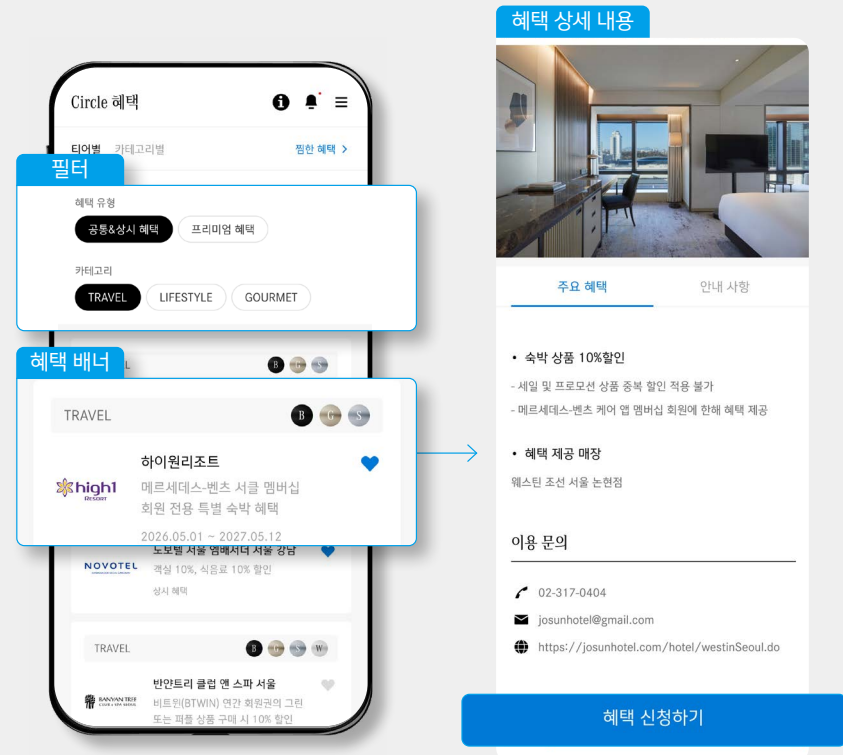 Circle 혜택
티어별 카테고리별 찜한 혜택 >
필터
혜택 유형
공통&상시 혜택 프리미엄 혜택
카테고리
TRAVEL LIFESTYLE GOURMET
혜택 배너
L B G S
TRAVEL B G S
하이원리조트
high1
RESORT
메르세데스-벤츠 서클 멤버십
회원 전용 특별 숙박 혜택
2026.05.01 ~ 2027.05.12
노보텔 서울 엠배서더 서울 강남
NOVOTEL
객실 10%, 식음료 10% 할인
상시 혜택
TRAVEL B G S W
반얀트리 클럽 앤 스파 서울
BANYAN TREE
CLUB & SPA SEOUL
비트윈(BTWIN) 연간 회원권의 그린
또는 퍼플 상품 구매 시 10% 할인
혜택 상세 내용
주요 혜택 안내 사항
• 숙박 상품 10%할인
- 세일 및 프로모션 상품 중복 할인 적용 불가
- 메르세데스-벤츠 케어 앱 멤버십 회원에 한해 혜택 제공
• 혜택 제공 매장
웨스틴 조선 서울 논현점
이용 문의
02-317-0404
josunhotel@gmail.com
https://josunhotel.com/hotel/westinSeoul.do
혜택 신청하기